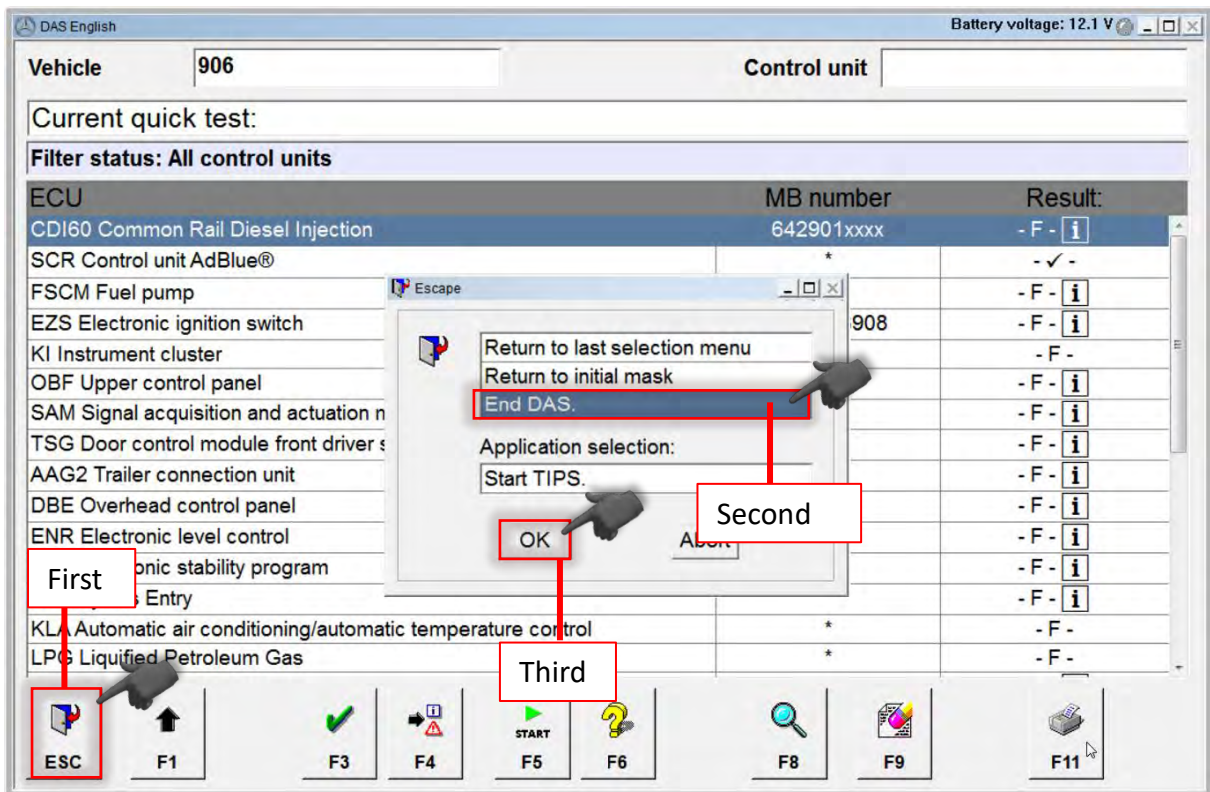 DAS English Battery voltage: 12.1 V
Vehicle 906 Control unit
Current quick test:
Filter status: All control units
ECU MB number Result:
CDI60 Common Rail Diesel Injection 642901xxxx - F - i
SCR Control unit AdBlue® * - ✓ -
FSCM Fuel pump - F - i
EZS Electronic ignition switch 908 - F - i
KI Instrument cluster - F -
OBF Upper control panel - F - i
SAM Signal acquisition and actuation - F - i
TSG Door control module front driver - F - i
AAG2 Trailer connection unit - F - i
DBE Overhead control panel - F - i
ENR Electronic level control - F - i
onic stability program - F - i
Entry - F - i
KLA Automatic air conditioning/automatic temperature control * - F -
LPG Liquified Petroleum Gas * - F -
Escape
Return to last selection menu
Return to initial mask
End DAS.
Application selection:
Start TIPS.
OK Abort
First
Second
Third
START
ESC F1 F3 F4 F5 F6 F8 F9 F11